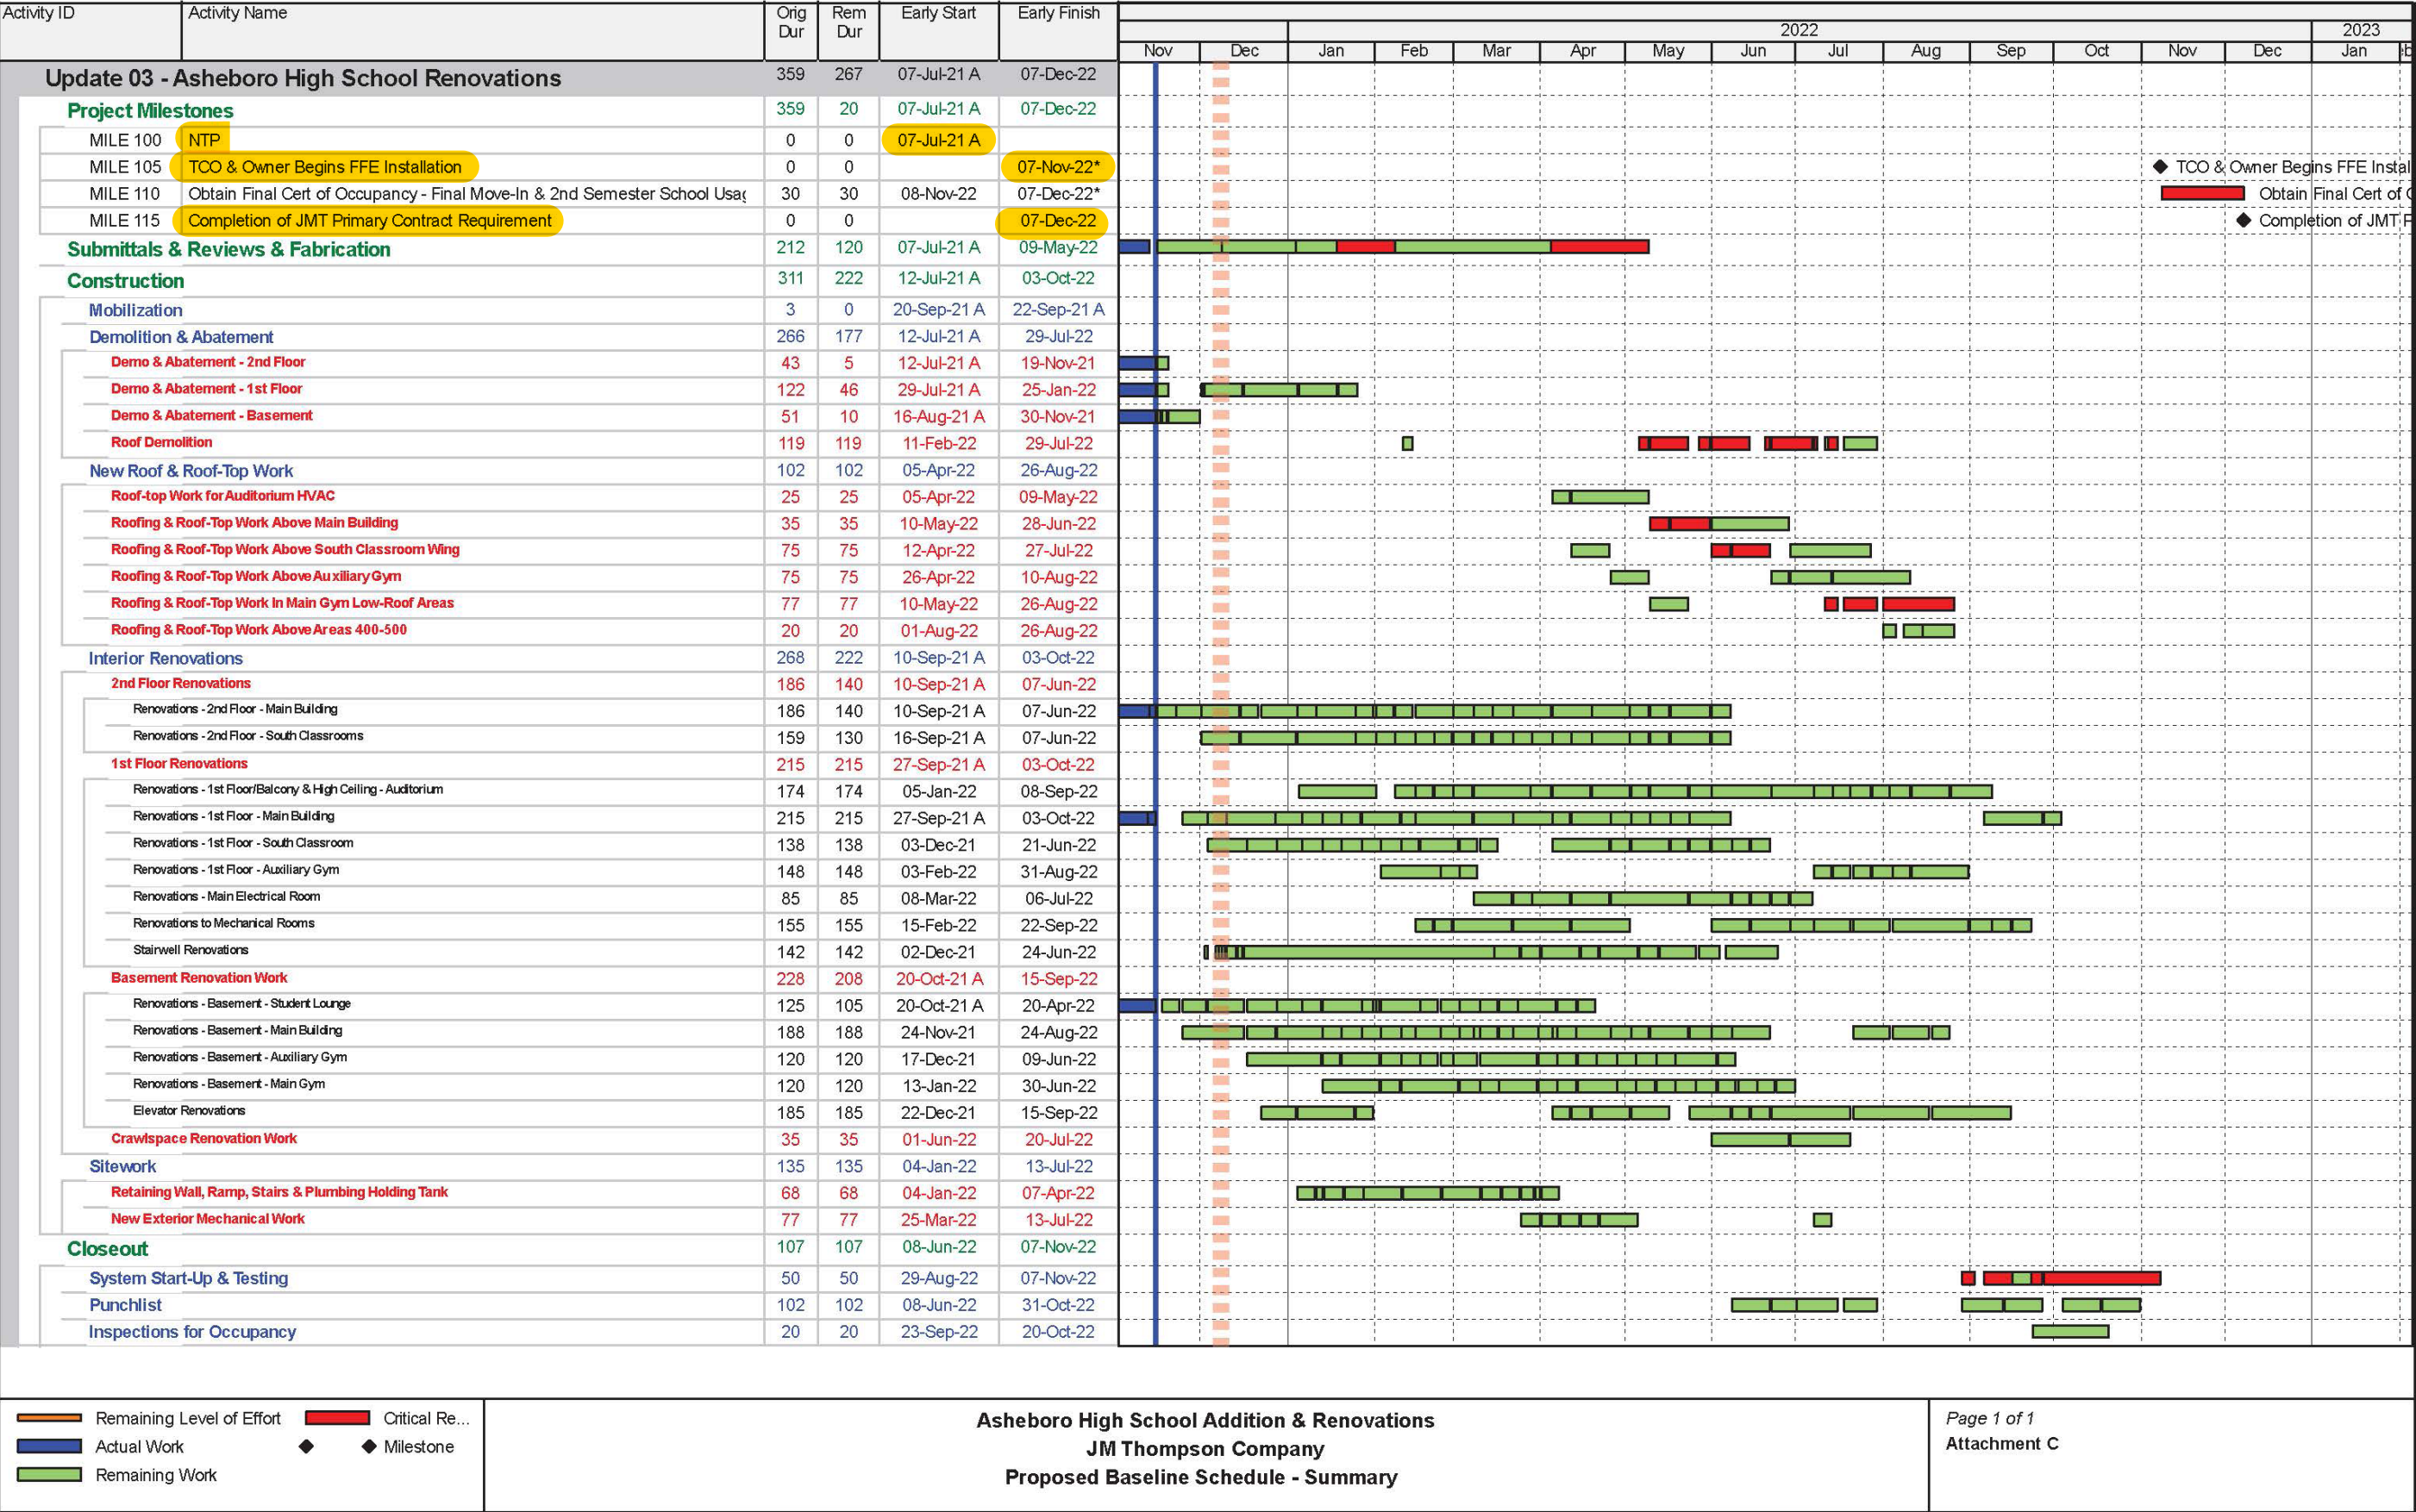 Activity ID Activity Name Orig Dur Rem Dur Early Start Early Finish
2022 2023
Nov Dec Jan Feb Mar Apr May Jun Jul Aug Sep Oct Nov Dec Jan
Update 03 - Asheboro High School Renovations 359 267 07-Jul-21 A 07-Dec-22
Project Milestones 359 20 07-Jul-21 A 07-Dec-22
MILE 100 NTP 0 0 07-Jul-21 A
MILE 105 TCO & Owner Begins FFE Installation 0 0 07-Nov-22* TCO & Owner Begins FFE Instal
MILE 110 Obtain Final Cert of Occupancy - Final Move-In & 2nd Semester School Usag 30 30 08-Nov-22 07-Dec-22* Obtain Final Cert of
MILE 115 Completion of JMT Primary Contract Requirement 0 0 07-Dec-22 Completion of JMT P
Submittals & Reviews & Fabrication 212 120 07-Jul-21 A 09-May-22
Construction 311 222 12-Jul-21 A 03-Oct-22
Mobilization 3 0 20-Sep-21 A 22-Sep-21 A
Demolition & Abatement 266 177 12-Jul-21 A 29-Jul-22
Demo & Abatement - 2nd Floor 43 5 12-Jul-21 A 19-Nov-21
Demo & Abatement - 1st Floor 122 46 29-Jul-21 A 25-Jan-22
Demo & Abatement - Basement 51 10 16-Aug-21 A 30-Nov-21
Roof Demolition 119 119 11-Feb-22 29-Jul-22
New Roof & Roof-Top Work 102 102 05-Apr-22 26-Aug-22
Roof-top Work for Auditorium HVAC 25 25 05-Apr-22 09-May-22
Roofing & Roof-Top Work Above Main Building 35 35 10-May-22 28-Jun-22
Roofing & Roof-Top Work Above South Classroom Wing 75 75 12-Apr-22 27-Jul-22
Roofing & Roof-Top Work Above Auxiliary Gym 75 75 26-Apr-22 10-Aug-22
Roofing & Roof-Top Work In Main Gym Low-Roof Areas 77 77 10-May-22 26-Aug-22
Roofing & Roof-Top Work Above Areas 400-500 20 20 01-Aug-22 26-Aug-22
Interior Renovations 268 222 10-Sep-21 A 03-Oct-22
2nd Floor Renovations 186 140 10-Sep-21 A 07-Jun-22
Renovations - 2nd Floor - Main Building 186 140 10-Sep-21 A 07-Jun-22
Renovations - 2nd Floor - South Classrooms 159 130 16-Sep-21 A 07-Jun-22
1st Floor Renovations 215 215 27-Sep-21 A 03-Oct-22
Renovations - 1st Floor/Balcony & High Ceiling - Auditorium 174 174 05-Jan-22 08-Sep-22
Renovations - 1st Floor - Main Building 215 215 27-Sep-21 A 03-Oct-22
Renovations - 1st Floor - South Classroom 138 138 03-Dec-21 21-Jun-22
Renovations - 1st Floor - Auxiliary Gym 148 148 03-Feb-22 31-Aug-22
Renovations - Main Electrical Room 85 85 08-Mar-22 06-Jul-22
Renovations to Mechanical Rooms 155 155 15-Feb-22 22-Sep-22
Stairwell Renovations 142 142 02-Dec-21 24-Jun-22
Basement Renovation Work 228 208 20-Oct-21 A 15-Sep-22
Renovations - Basement - Student Lounge 125 105 20-Oct-21 A 20-Apr-22
Renovations - Basement - Main Building 188 188 24-Nov-21 24-Aug-22
Renovations - Basement - Auxiliary Gym 120 120 17-Dec-21 09-Jun-22
Renovations - Basement - Main Gym 120 120 13-Jan-22 30-Jun-22
Elevator Renovations 185 185 22-Dec-21 15-Sep-22
Crawlspace Renovation Work 35 35 01-Jun-22 20-Jul-22
Sitework 135 135 04-Jan-22 13-Jul-22
Retaining Wall, Ramp, Stairs & Plumbing Holding Tank 68 68 04-Jan-22 07-Apr-22
New Exterior Mechanical Work 77 77 25-Mar-22 13-Jul-22
Closeout 107 107 08-Jun-22 07-Nov-22
System Start-Up & Testing 50 50 29-Aug-22 07-Nov-22
Punchlist 102 102 08-Jun-22 31-Oct-22
Inspections for Occupancy 20 20 23-Sep-22 20-Oct-22
Remaining Level of Effort Critical Re...
Actual Work Milestone
Remaining Work
Asheboro High School Addition & Renovations
JM Thompson Company
Proposed Baseline Schedule - Summary
Page 1 of 1
Attachment C